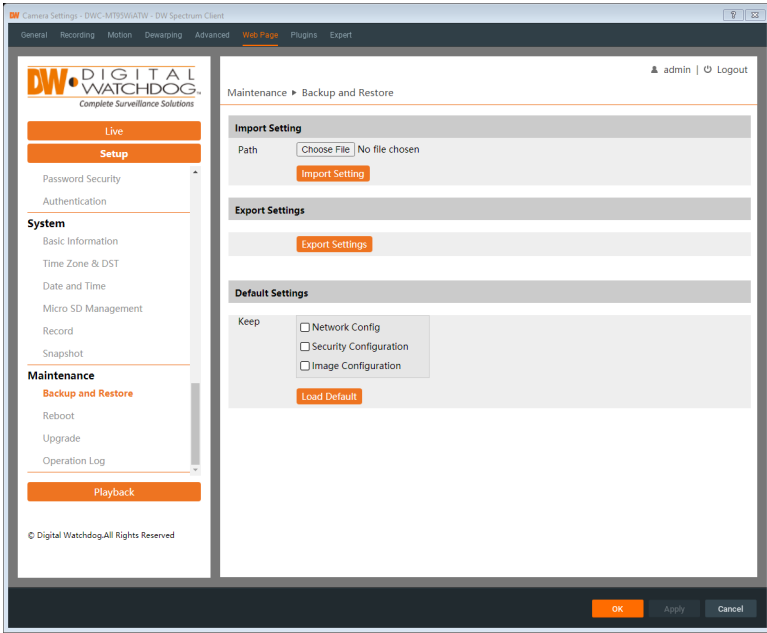 DW Camera Settings - DWC-MT95WiATW - DW Spectrum Client
General Recording Motion Dewarping Advanced Web Page Plugins Expert
DW DIGITAL WATCHDOG
Complete Surveillance Solutions
Live
Setup
Password Security
Authentication
System
Basic Information
Time Zone & DST
Date and Time
Micro SD Management
Record
Snapshot
Maintenance
Backup and Restore
Reboot
Upgrade
Operation Log
Playback
© Digital Watchdog.All Rights Reserved
admin | Logout
Maintenance ▸ Backup and Restore
Import Setting
Path Choose File No file chosen
Import Setting
Export Settings
Export Settings
Default Settings
Keep
Network Config
Security Configuration
Image Configuration
Load Default
OK Apply Cancel